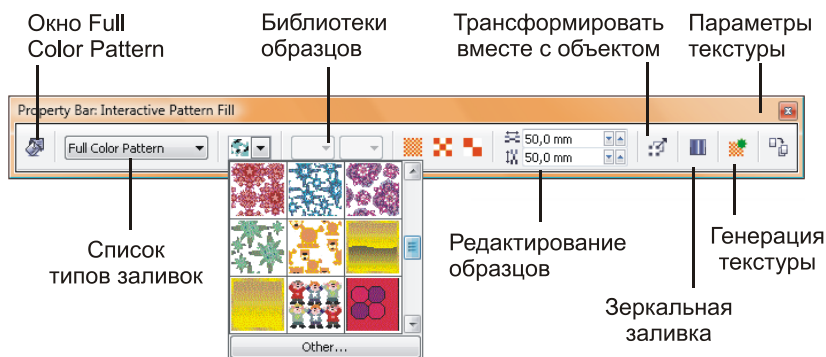 Окно Full
Color Pattern
Библиотеки
образцов
Трансформировать
вместе с объектом
Параметры
текстуры
Property Bar: Interactive Pattern Fill
Full Color Pattern
50,0 mm
50,0 mm
Other...
Список
типов заливок
Редактирование
образцов
Генерация
текстуры
Зеркальная
заливка